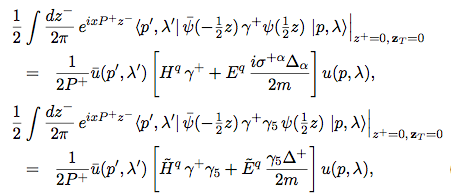 \frac{1}{2} \int \frac{dz^-}{2\pi} e^{ixP^+z^-} \langle p', \lambda' | \bar{\psi}(-\frac{1}{2}z) \gamma^+ \psi(\frac{1}{2}z) | p, \lambda \rangle \Big|_{z^+=0, \mathbf{z}_T=0}
= \frac{1}{2P^+} \bar{u}(p', \lambda') \left[ H^q \gamma^+ + E^q \frac{i\sigma^{+\alpha} \Delta_\alpha}{2m} \right] u(p, \lambda),
\frac{1}{2} \int \frac{dz^-}{2\pi} e^{ixP^+z^-} \langle p', \lambda' | \bar{\psi}(-\frac{1}{2}z) \gamma^+ \gamma_5 \psi(\frac{1}{2}z) | p, \lambda \rangle \Big|_{z^+=0, \mathbf{z}_T=0}
= \frac{1}{2P^+} \bar{u}(p', \lambda') \left[ \tilde{H}^q \gamma^+ \gamma_5 + \tilde{E}^q \frac{\gamma_5 \Delta^+}{2m} \right] u(p, \lambda),